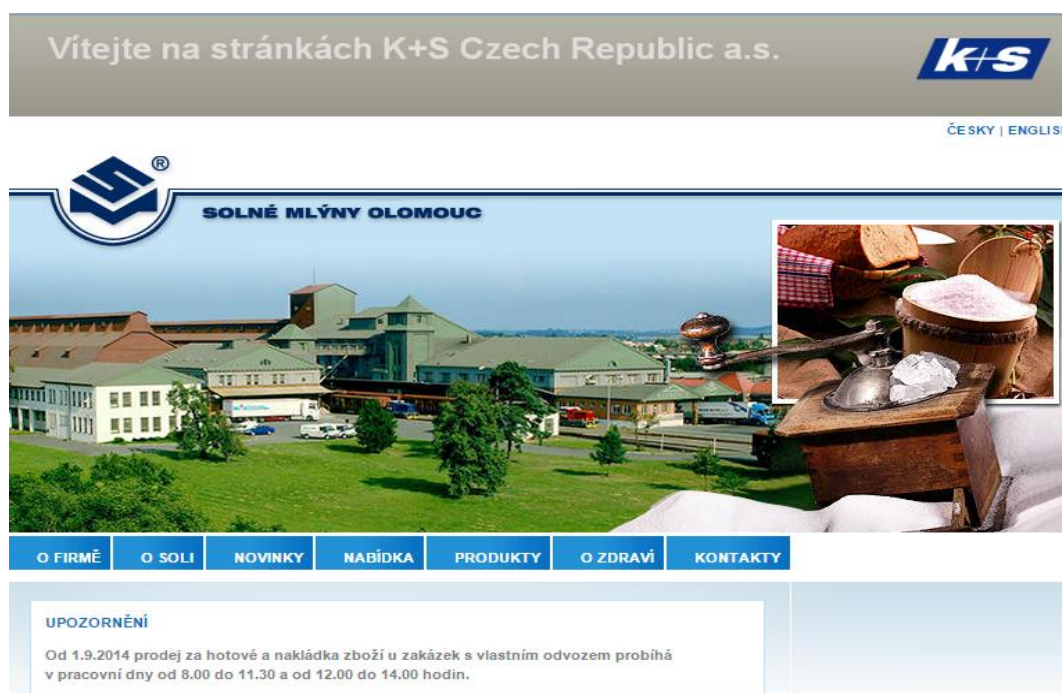 Vítejte na stránkách K+S Czech Republic a.s.
k+s
ČESKY | ENGLIS
®
SOLNÉ MLÝNY OLOMOUC
O FIRMĚ O SOLI NOVINKY NABÍDKA PRODUKTY O ZDRAVÍ KONTAKTY
UPOZORNĚNÍ
Od 1.9.2014 prodej za hotové a nakládka zboží u zakázek s vlastním odvozem probíhá
v pracovní dny od 8.00 do 11.30 a od 12.00 do 14.00 hodin.